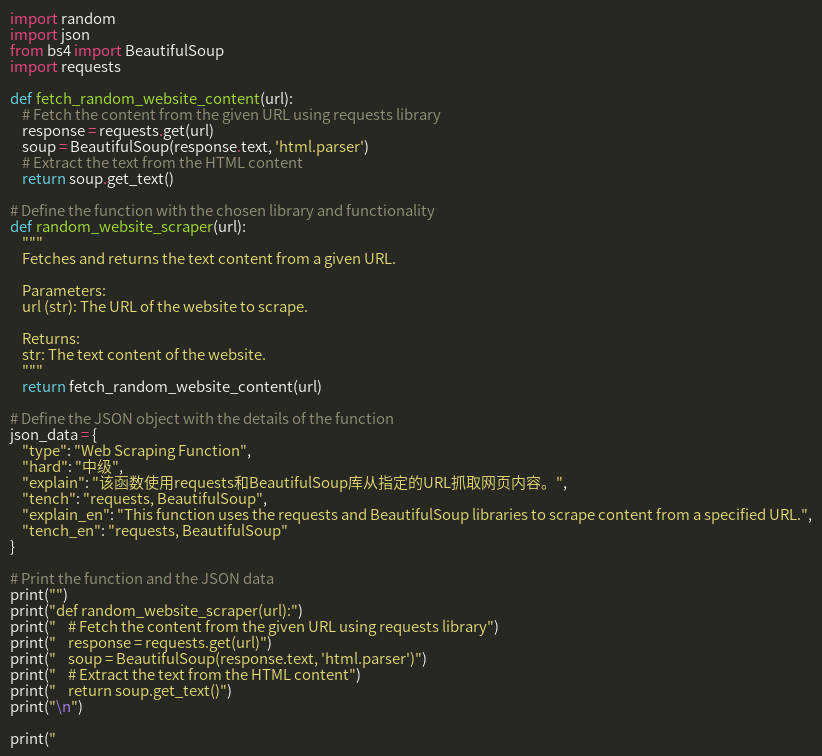 import random
import json
from bs4 import BeautifulSoup
import requests

def fetch_random_website_content(url):
    # Fetch the content from the given URL using requests library
    response = requests.get(url)
    soup = BeautifulSoup(response.text, 'html.parser')
    # Extract the text from the HTML content
    return soup.get_text()

# Define the function with the chosen library and functionality
def random_website_scraper(url):
    """
    Fetches and returns the text content from a given URL.

    Parameters:
    url (str): The URL of the website to scrape.

    Returns:
    str: The text content of the website.
    """
    return fetch_random_website_content(url)

# Define the JSON object with the details of the function
json_data = {
    "type": "Web Scraping Function",
    "hard": "中级",
    "explain": "该函数使用requests和BeautifulSoup库从指定的URL抓取网页内容。",
    "tench": "requests, BeautifulSoup",
    "explain_en": "This function uses the requests and BeautifulSoup libraries to scrape content from a specified URL.",
    "tench_en": "requests, BeautifulSoup"
}

# Print the function and the JSON data
print("")
print("def random_website_scraper(url):")
print("    # Fetch the content from the given URL using requests library")
print("    response = requests.get(url)")
print("    soup = BeautifulSoup(response.text, 'html.parser')")
print("    # Extract the text from the HTML content")
print("    return soup.get_text()")
print("\n")

print("